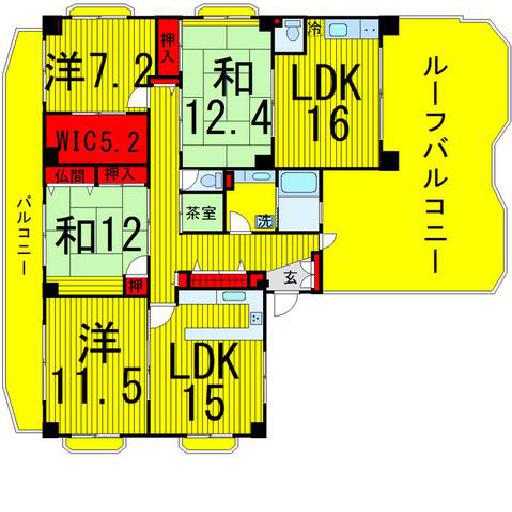 洋7.2
押入
和
12.4
冷
LDK
16
ルーフバルコニー
WIC5.2
仏間
押入
和12
押
茶室
洗
玄
バルコニー
洋
11.5
LDK
15